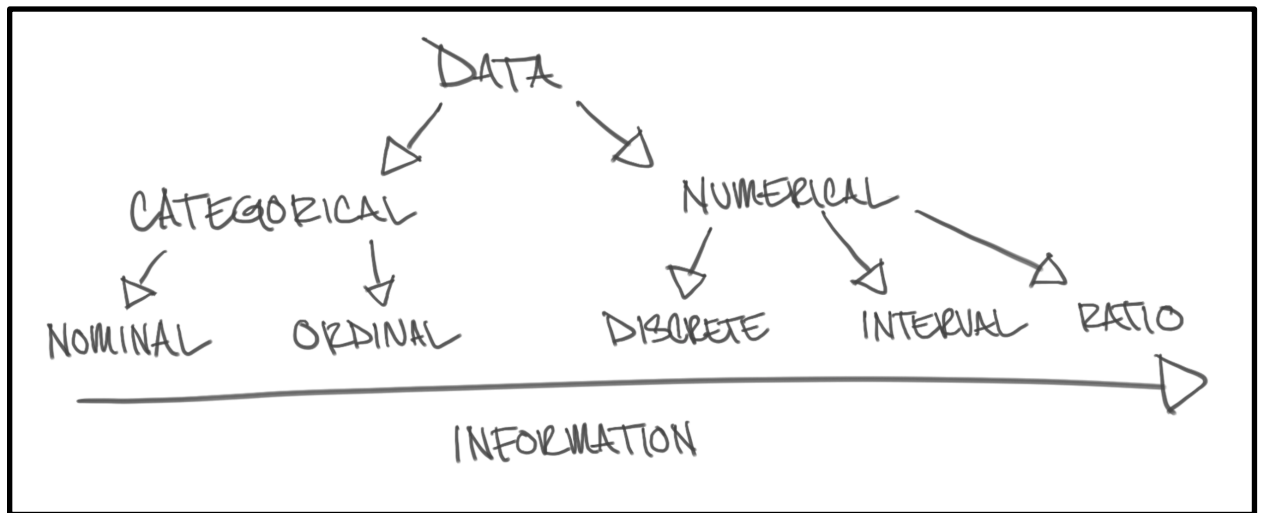 DATA
CATEGORICAL
NUMERICAL
NOMINAL
ORDINAL
DISCRETE
INTERVAL
RATIO
INFORMATION